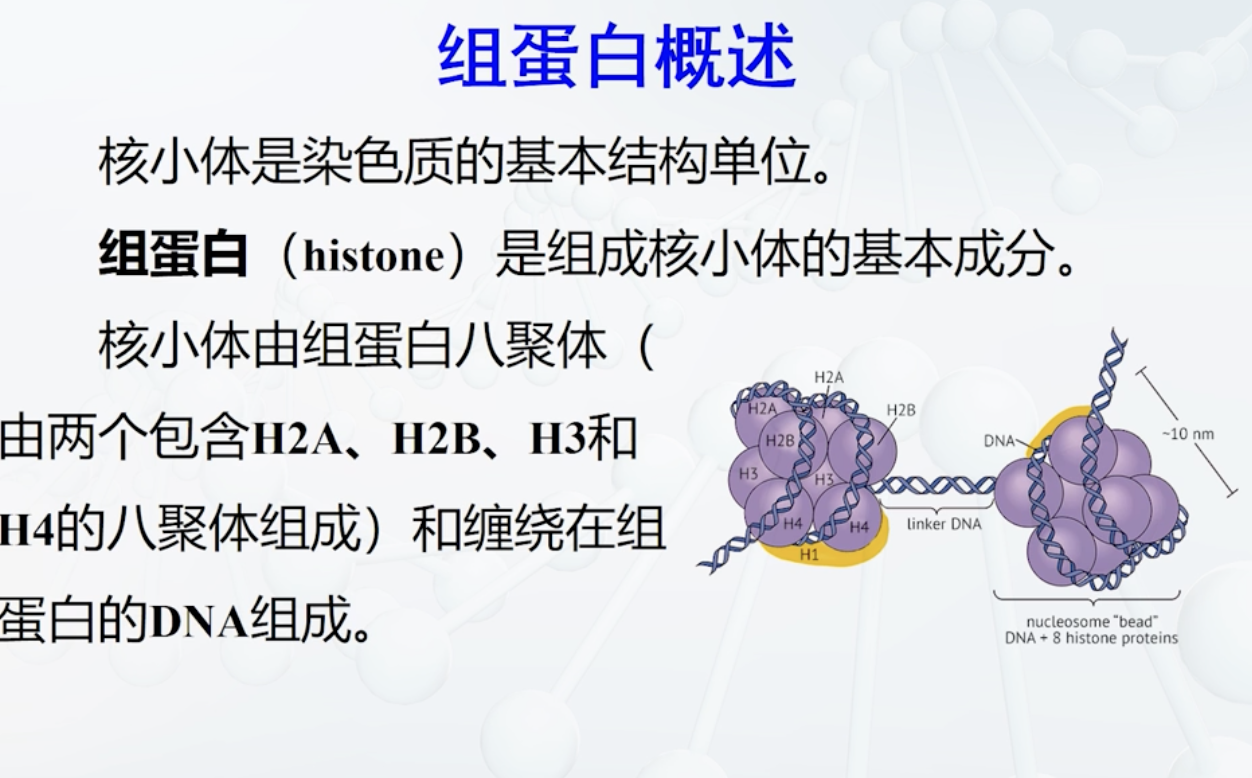 组蛋白概述
核小体是染色质的基本结构单位。
组蛋白（histone）是组成核小体的基本成分。
核小体由组蛋白八聚体（
由两个包含H2A、H2B、H3和
H4的八聚体组成）和缠绕在组
蛋白的DNA组成。
H2A
H2A
H2B
H2B
H3
H3
H4
H4
H1
linker DNA
DNA
~10 nm
nucleosome "bead"
DNA + 8 histone proteins